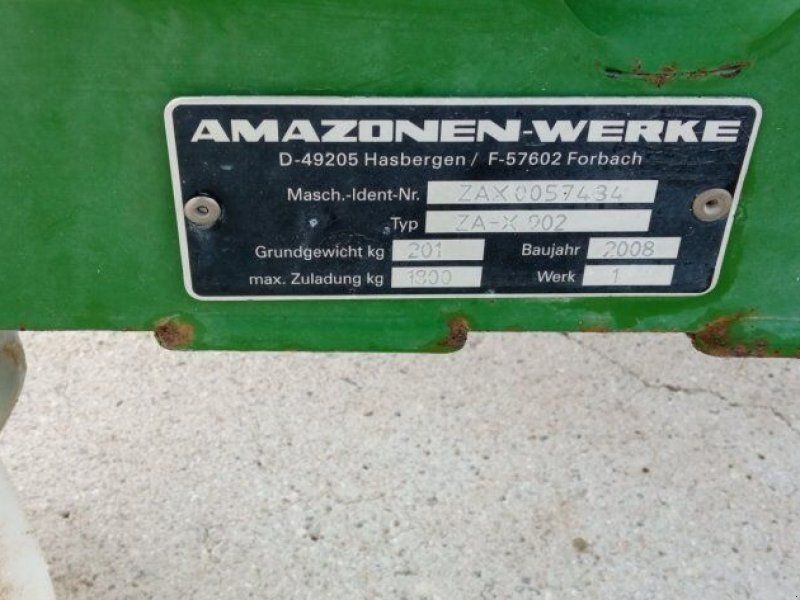 AMAZONEN-WERKE
D-49205 Hasbergen / F-57602 Forbach
Masch.-Ident-Nr. ZAX0057434
Typ ZA-X 902
Grundgewicht kg 201 Baujahr 2008
max. Zuladung kg 1800 Werk 1